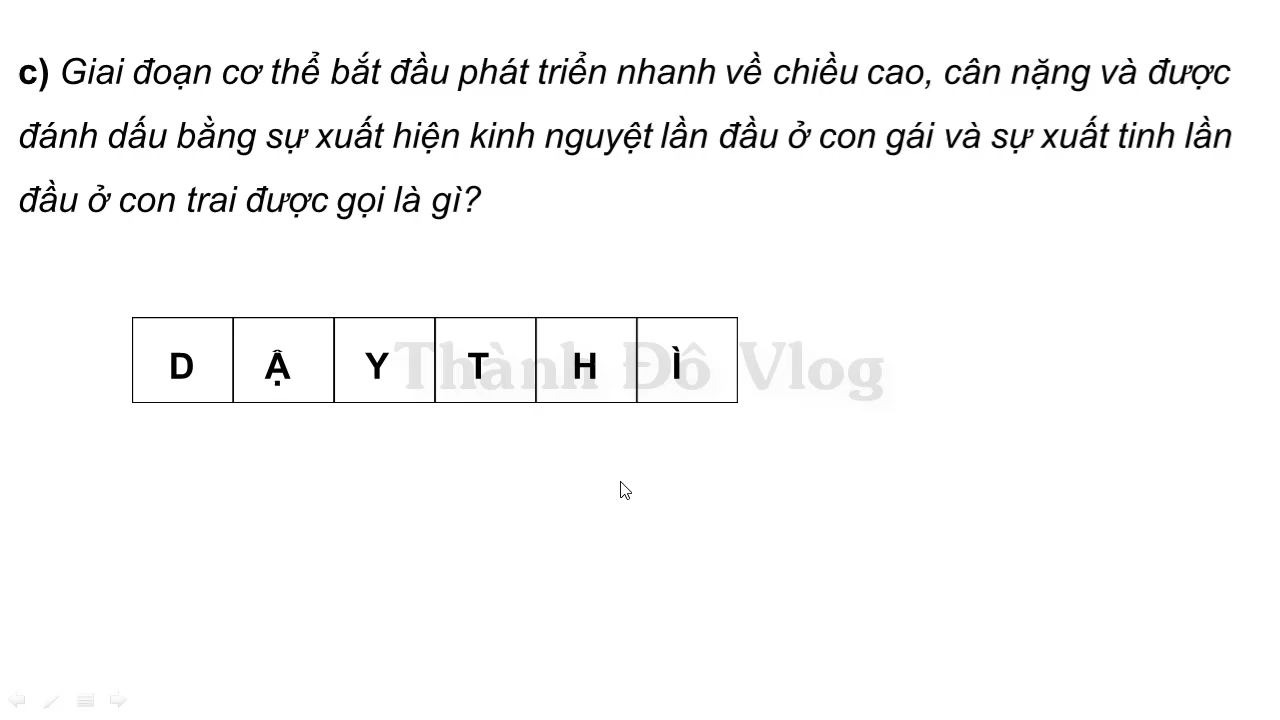 c) Giai đoạn cơ thể bắt đầu phát triển nhanh về chiều cao, cân nặng và được
đánh dấu bằng sự xuất hiện kinh nguyệt lần đầu ở con gái và sự xuất tinh lần
đầu ở con trai được gọi là gì?
D Ậ Y T H Ì
Thành Đô Vlog